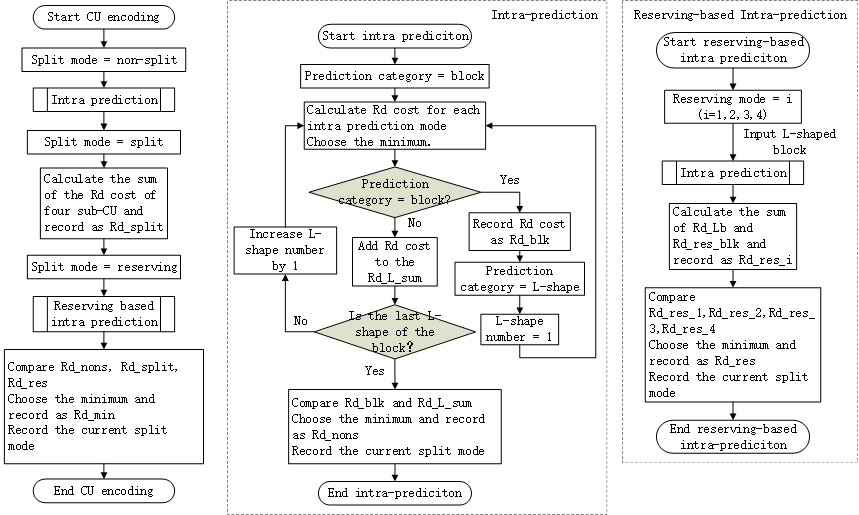 Start CU encoding
Split mode = non-split
Intra prediction
Split mode = split
Calculate the sum
of the Rd cost of
four sub-CU and
record as Rd_split
Split mode = reserving
Reserving based
intra prediction
Compare Rd_nons, Rd_split,
Rd_res
Choose the minimum and
record as Rd_min
Record the current split
mode
End CU encoding
Intra-prediction
Start intra prediciton
Prediction category = block
Calculate Rd cost for each
intra prediction mode
Choose the minimum.
Prediction
category = block?
Yes
No
Record Rd cost
as Rd_blk
Increase L-
shape number
by 1
Add Rd cost
to the
Rd_L_sum
Prediction
category = L-shape
L-shape
number = 1
Is the last L-
shape of the
block?
No
Yes
Compare Rd_blk and Rd_L_sum
Choose the minimum and record
as Rd_nons
Record the current split mode
End intra-prediciton
Reserving-based Intra-prediction
Start reserving-based
intra prediciton
Reserving mode = i
(i=1,2,3,4)
Input L-shaped
block
Intra prediction
Calculate the sum
of Rd_Lb and
Rd_res_blk and
record as Rd_res_i
Compare
Rd_res_1,Rd_res_2,Rd_res_
3,Rd_res_4
Choose the minimum and
record as Rd_res
Record the current split
mode
End reserving-based
intra-prediciton